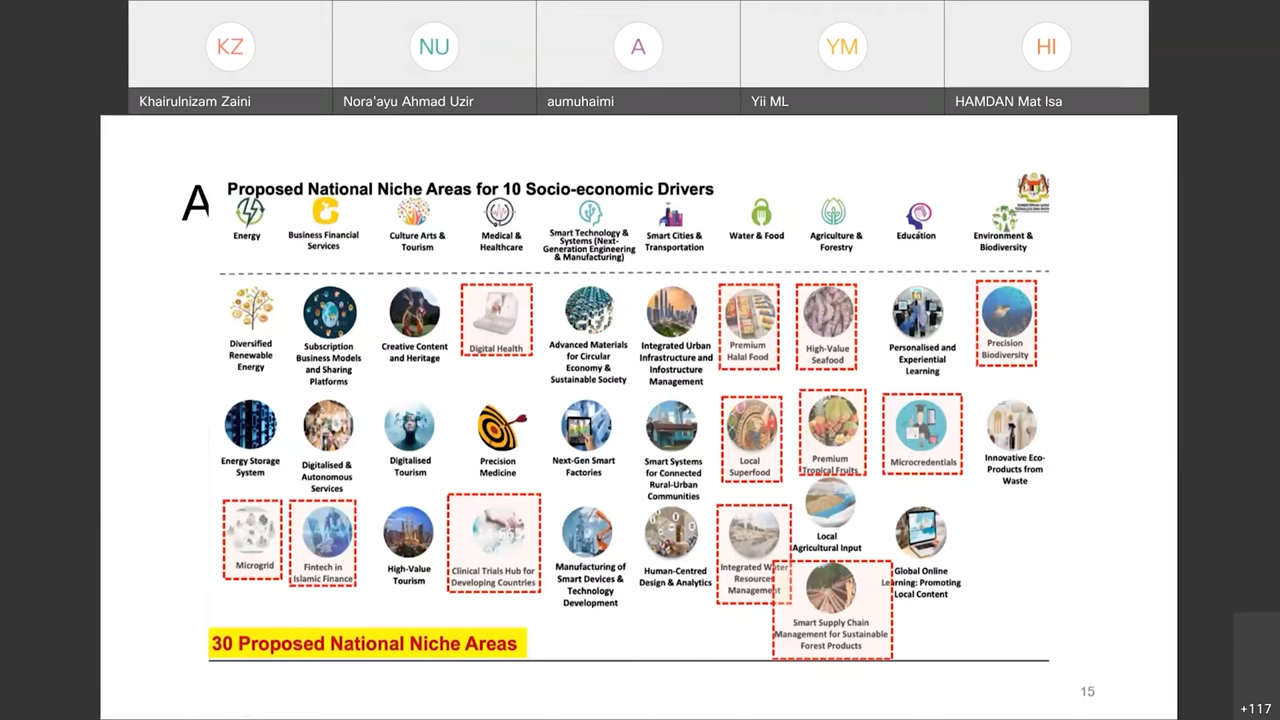 KZ
NU
A
YM
HI
Khairulnizam Zaini
Nora'ayu Ahmad Uzir
aumuhaimi
Yii ML
HAMDAN Mat Isa
A
Proposed National Niche Areas for 10 Socio-economic Drivers
Energy
Business Financial
Services
Culture Arts &
Tourism
Medical &
Healthcare
Smart Technology &
Systems (Next-
Generation Engineering
& Manufacturing)
Smart Cities &
Transportation
Water & Food
Agriculture &
Forestry
Education
Environment &
Biodiversity
Diversified
Renewable
Energy
Subscription
Business Models
and Sharing
Platforms
Creative Content
and Heritage
Digital Health
Advanced Materials
for Circular
Economy &
Sustainable Society
Integrated Urban
Infrastructure and
Infostructure
Management
Premium
Halal Food
High-Value
Seafood
Personalised and
Experiential
Learning
Precision
Biodiversity
Energy Storage
System
Digitalised &
Autonomous
Services
Digitalised
Tourism
Precision
Medicine
Next-Gen Smart
Factories
Smart Systems
for Connected
Rural-Urban
Communities
Local
Superfood
Premium
Tropical Fruits
Microcredentials
Innovative Eco-
Products from
Waste
Microgrid
Fintech in
Islamic Finance
High-Value
Tourism
Clinical Trials Hub for
Developing Countries
Manufacturing of
Smart Devices &
Technology
Development
Human-Centred
Design & Analytics
Integrated Water
Resources
Management
Local
Agricultural Input
Global Online
Learning: Promoting
Local Content
Smart Supply Chain
Management for Sustainable
Forest Products
30 Proposed National Niche Areas
15
+117